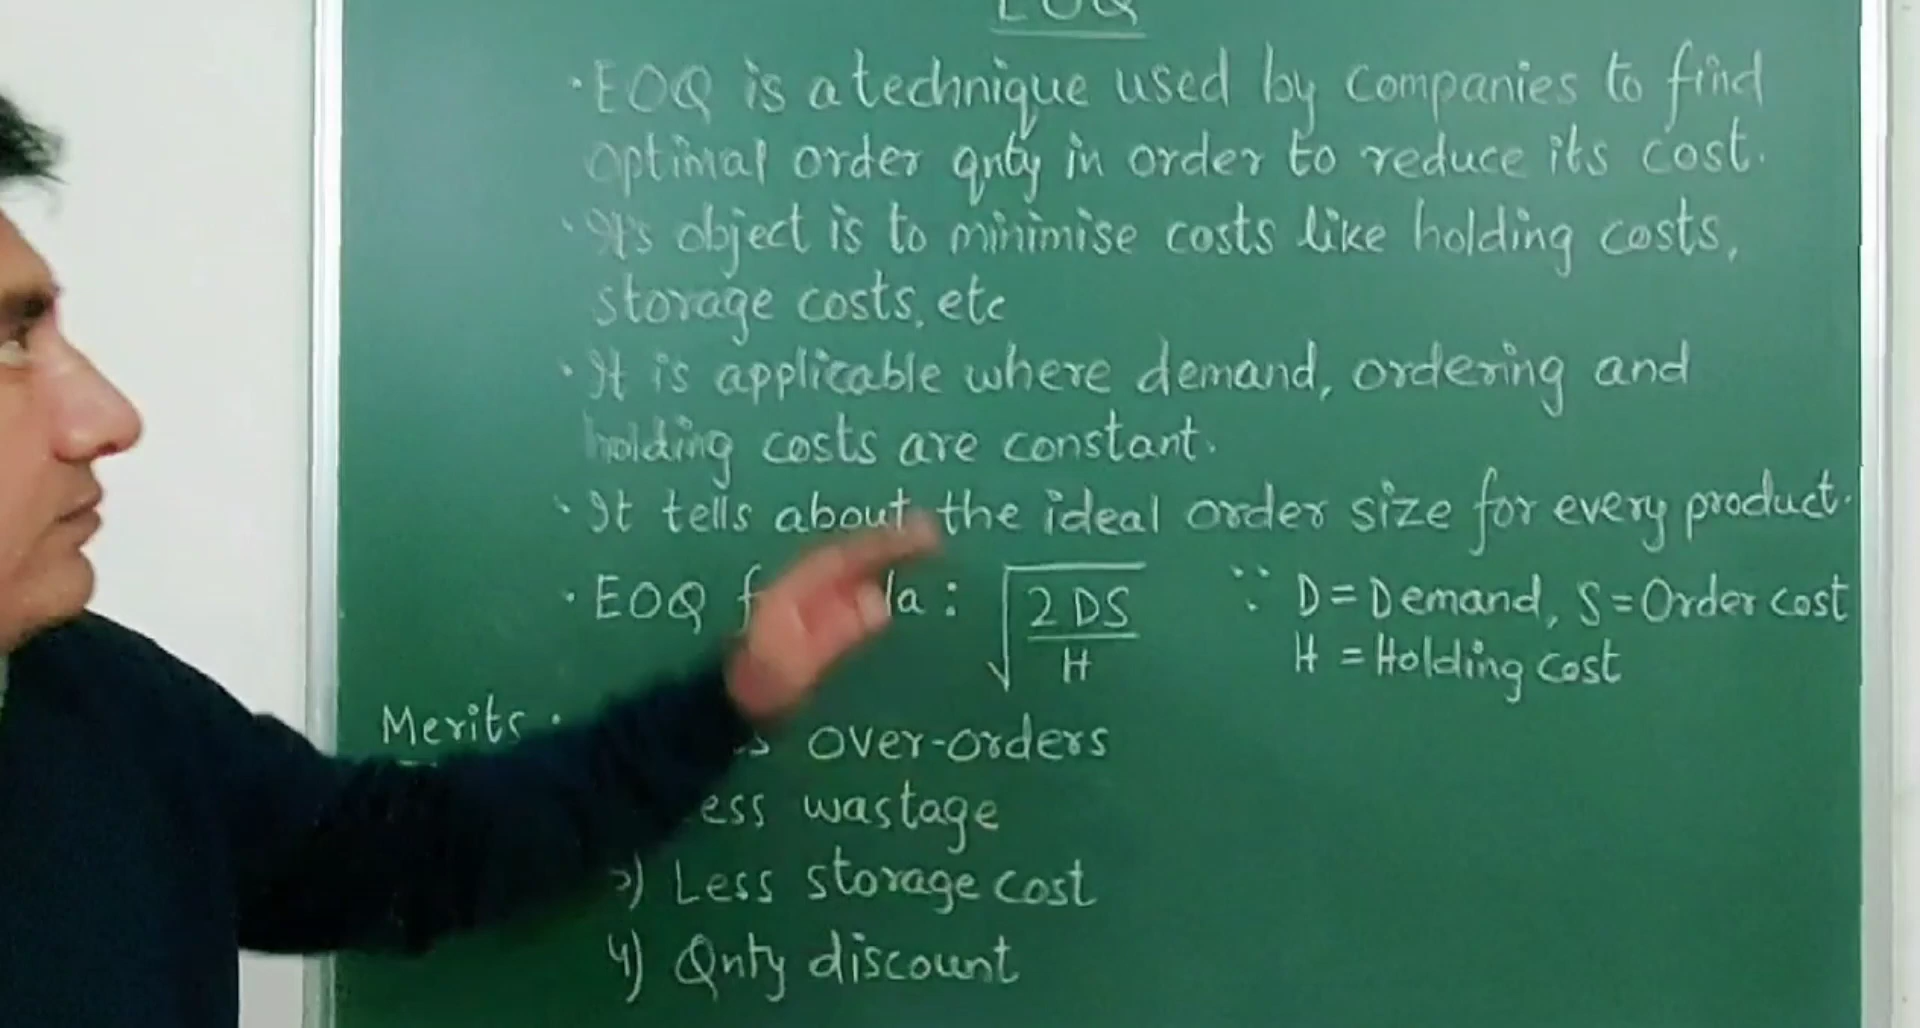 EOQ
· EOQ is a technique used by companies to find
optimal order qnty in order to reduce its cost.
· It's object is to minimise costs like holding costs,
storage costs, etc
· It is applicable where demand, ordering and
holding costs are constant.
· It tells about the ideal order size for every product.
· EOQ : √2DS/H ∵ D = Demand, S = Order cost
H = Holding cost
Merits over-orders
wastage
Less storage cost
4) Qnty discount